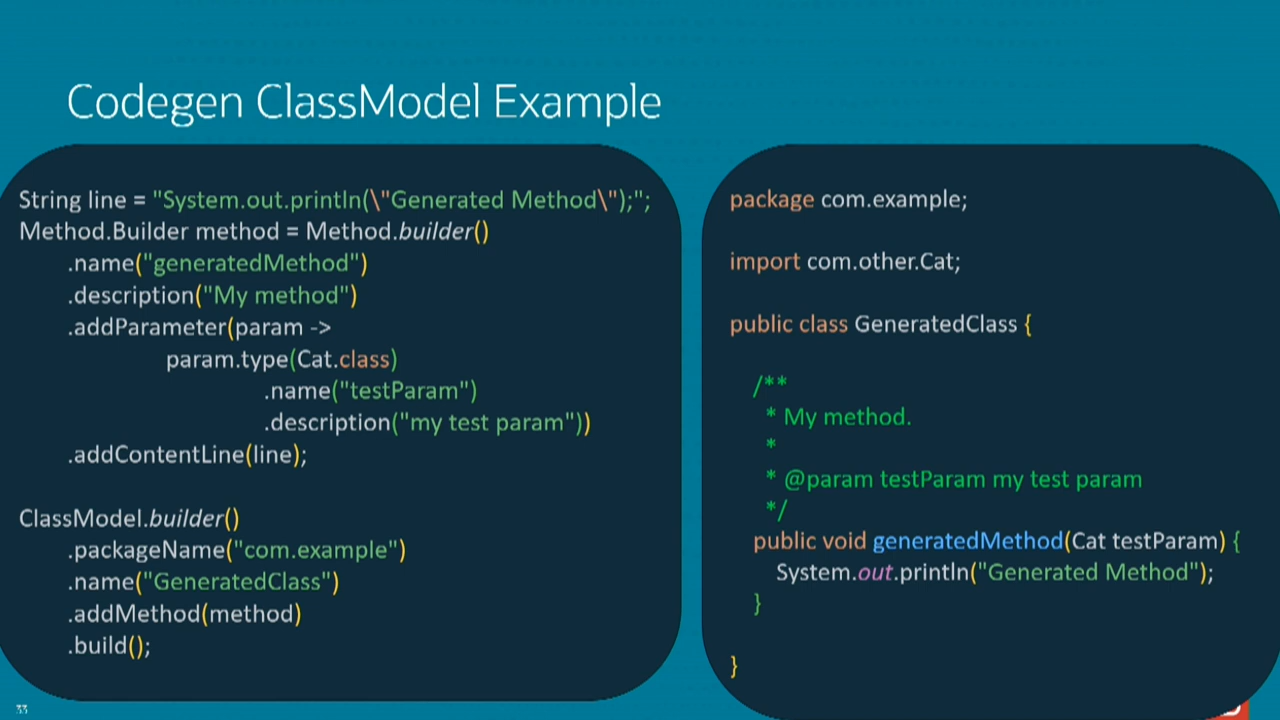 Codegen ClassModel Example
String line = "System.out.println(\"Generated Method\");";
Method.Builder method = Method.builder()
.name("generatedMethod")
.description("My method")
.addParameter(param ->
param.type(Cat.class)
.name("testParam")
.description("my test param"))
.addContentLine(line);
ClassModel.builder()
.packageName("com.example")
.name("GeneratedClass")
.addMethod(method)
.build();
package com.example;
import com.other.Cat;
public class GeneratedClass {
/**
* My method.
*
* @param testParam my test param
*/
public void generatedMethod(Cat testParam) {
System.out.println("Generated Method");
}
}
33